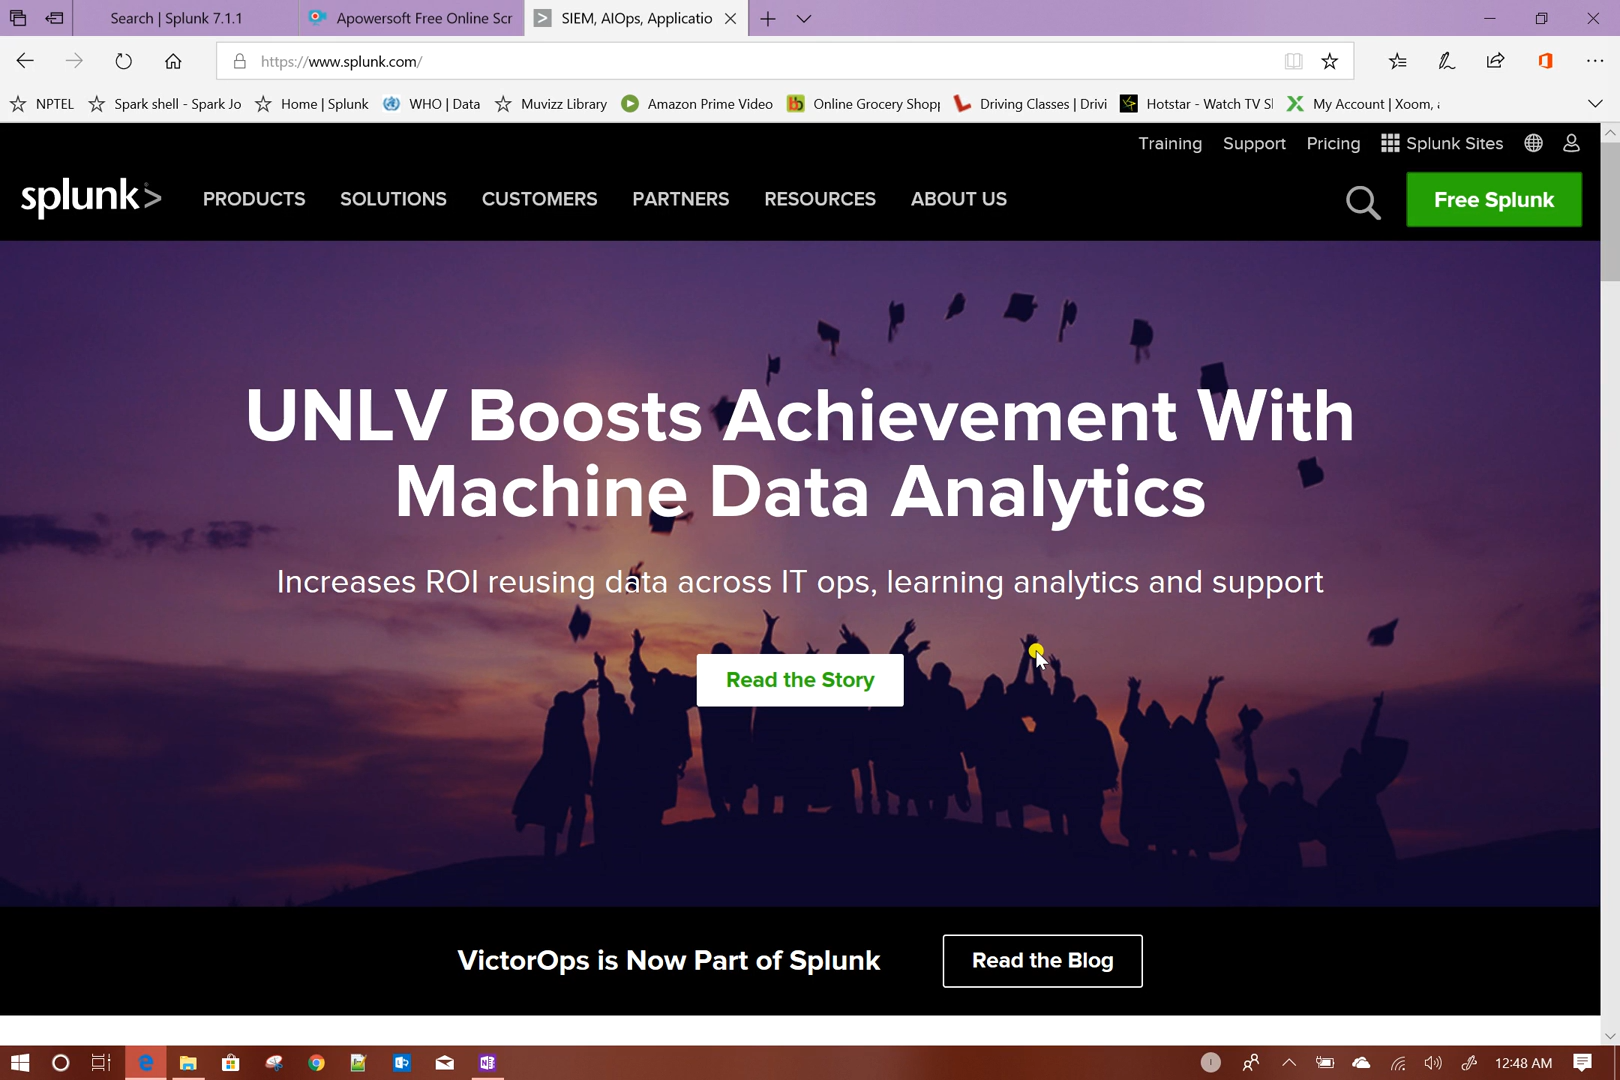 Search | Splunk 7.1.1
Apowersoft Free Online Scr
SIEM, AIOps, Applicatio
https://www.splunk.com/
NPTEL
Spark shell - Spark Jo
Home | Splunk
WHO | Data
Muvizz Library
Amazon Prime Video
Online Grocery Shopp
Driving Classes | Drivi
Hotstar - Watch TV S
My Account | Xoom, a
Training
Support
Pricing
Splunk Sites
splunk>
PRODUCTS
SOLUTIONS
CUSTOMERS
PARTNERS
RESOURCES
ABOUT US
Free Splunk
UNLV Boosts Achievement With
Machine Data Analytics
Increases ROI reusing data across IT ops, learning analytics and support
Read the Story
VictorOps is Now Part of Splunk
Read the Blog
12:48 AM